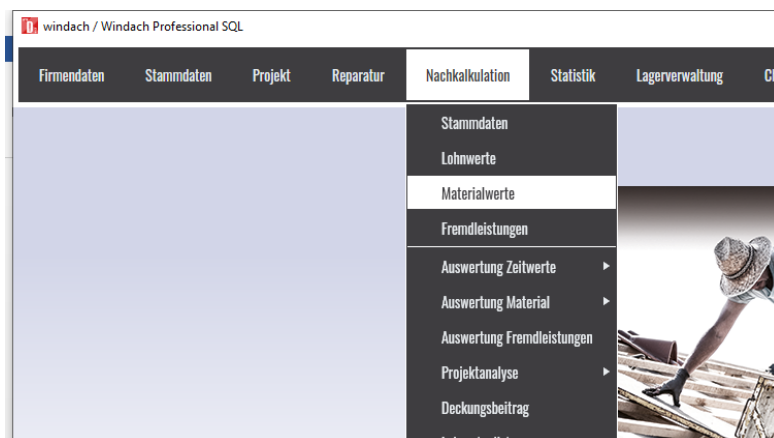 windach / Windach Professional SQL
Firmendaten Stammdaten Projekt Reparatur Nachkalkulation Statistik Lagerverwaltung
Stammdaten
Lohnwerte
Materialwerte
Fremdleistungen
Auswertung Zeitwerte
Auswertung Material
Auswertung Fremdleistungen
Projektanalyse
Deckungsbeitrag